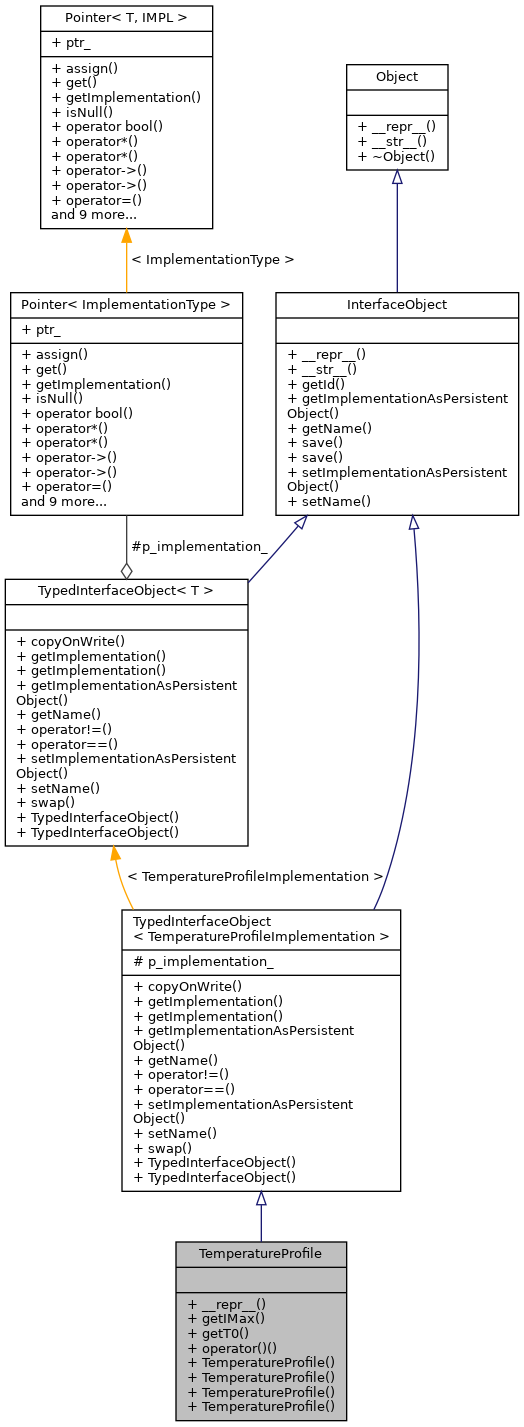 Pointer< T, IMPL >
+ ptr_
+ assign()
+ get()
+ getImplementation()
+ isNull()
+ operator bool()
+ operator*()
+ operator*()
+ operator->()
+ operator->()
+ operator=()
and 9 more...
Object
+ __repr__()
+ __str__()
+ ~Object()
< ImplementationType >
Pointer< ImplementationType >
+ ptr_
+ assign()
+ get()
+ getImplementation()
+ isNull()
+ operator bool()
+ operator*()
+ operator*()
+ operator->()
+ operator->()
+ operator=()
and 9 more...
InterfaceObject
+ __repr__()
+ __str__()
+ getId()
+ getImplementationAsPersistent
Object()
+ getName()
+ save()
+ save()
+ setImplementationAsPersistent
Object()
+ setName()
#p_implementation_
TypedInterfaceObject< T >
+ copyOnWrite()
+ getImplementation()
+ getImplementation()
+ getImplementationAsPersistent
Object()
+ getName()
+ operator!=()
+ operator==()
+ setImplementationAsPersistent
Object()
+ setName()
+ swap()
+ TypedInterfaceObject()
+ TypedInterfaceObject()
< TemperatureProfileImplementation >
TypedInterfaceObject
< TemperatureProfileImplementation >
# p_implementation_
+ copyOnWrite()
+ getImplementation()
+ getImplementation()
+ getImplementationAsPersistent
Object()
+ getName()
+ operator!=()
+ operator==()
+ setImplementationAsPersistent
Object()
+ setName()
+ swap()
+ TypedInterfaceObject()
+ TypedInterfaceObject()
TemperatureProfile
+ __repr__()
+ getIMax()
+ getT0()
+ operator()()
+ TemperatureProfile()
+ TemperatureProfile()
+ TemperatureProfile()
+ TemperatureProfile()